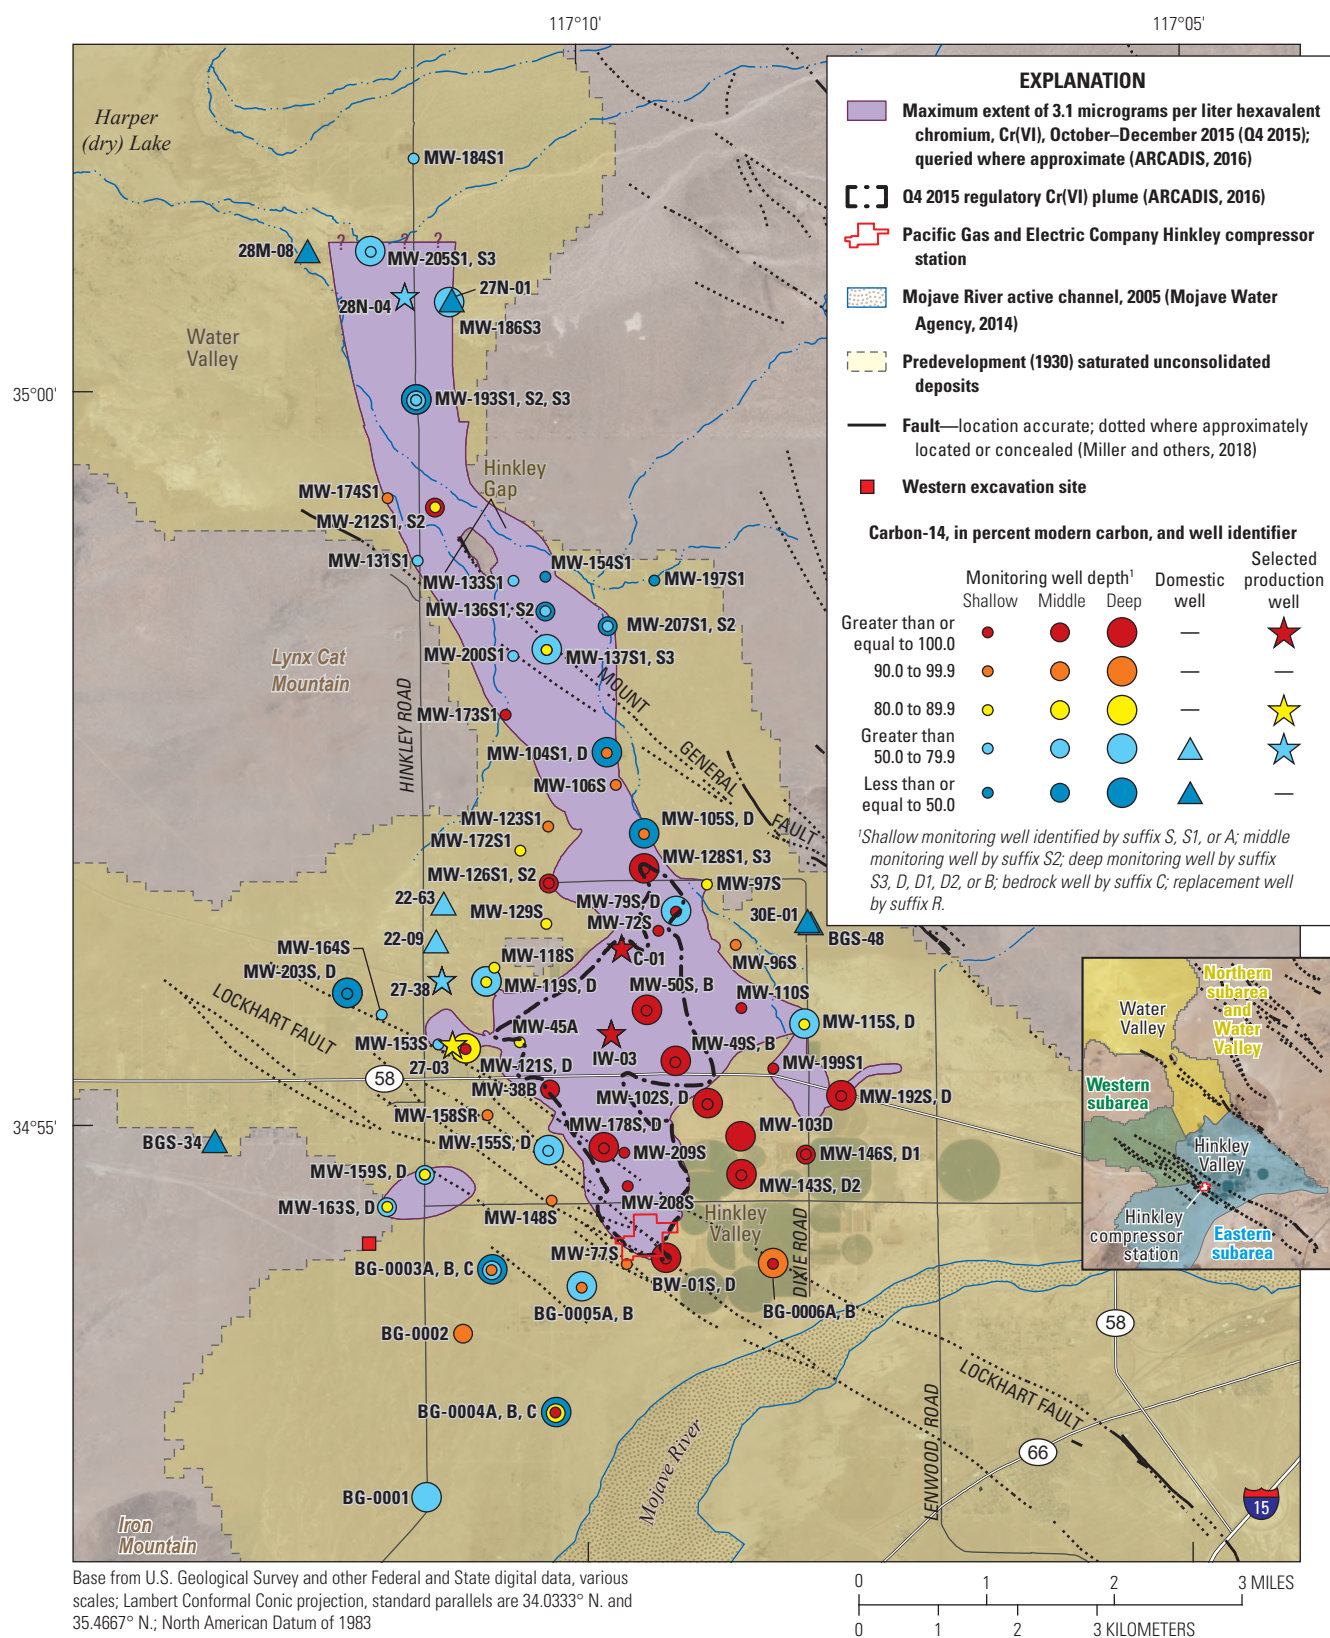 117°10'
117°05'
Harper
(dry) Lake
MW-184S1
28M-08
?
?
?
MW-205S1, S3
28N-04
27N-01
MW-186S3
Water
Valley
35°00'
MW-193S1, S2, S3
Hinkley
Gap
MW-174S1
MW-212S1, S2
MW-131S1
MW-154S1
MW-133S1
MW-197S1
MW-136S1, S2
MW-207S1, S2
MW-200S1
MW-137S1, S3
Lynx Cat
Mountain
HINKLEY ROAD
MOUNT
GENERAL
FAULT
MW-173S1
MW-104S1, D
MW-106S
MW-123S1
MW-105S, D
MW-172S1
MW-128S1, S3
MW-126S1, S2
MW-97S
22-63
MW-79S, D
MW-129S
MW-72S
30E-01
BGS-48
22-09
MW-164S
C-01
MW-96S
MW-203S, D
MW-118S
27-38
MW-119S, D
MW-50S, B
MW-110S
LOCKHART FAULT
MW-45A
MW-115S, D
MW-153S
IW-03
MW-49S, B
27-03
MW-121S, D
MW-199S1
58
MW-38B
MW-102S, D
MW-192S, D
MW-158SR
34°55'
MW-178S, D
MW-103D
BGS-34
MW-155S, D
MW-209S
MW-146S, D1
MW-159S, D
MW-143S, D2
MW-163S, D
MW-148S
MW-208S
Hinkley
Valley
DIXIE ROAD
MW-77S
BG-0003A, B, C
BW-01S, D
BG-0005A, B
BG-0006A, B
BG-0002
LOCKHART FAULT
58
BG-0004A, B, C
LENWOOD ROAD
66
Mojave River
BG-0001
15
Iron
Mountain
EXPLANATION
Maximum extent of 3.1 micrograms per liter hexavalent
chromium, Cr(VI), October–December 2015 (Q4 2015);
queried where approximate (ARCADIS, 2016)
Q4 2015 regulatory Cr(VI) plume (ARCADIS, 2016)
Pacific Gas and Electric Company Hinkley compressor
station
Mojave River active channel, 2005 (Mojave Water
Agency, 2014)
Predevelopment (1930) saturated unconsolidated
deposits
Fault—location accurate; dotted where approximately
located or concealed (Miller and others, 2018)
Western excavation site
Carbon-14, in percent modern carbon, and well identifier
Monitoring well depth¹
Shallow Middle Deep
Domestic
well
Selected
production
well
Greater than or
equal to 100.0
—
90.0 to 99.9
—
—
80.0 to 89.9
—
Greater than
50.0 to 79.9
Less than or
equal to 50.0
—
¹Shallow monitoring well identified by suffix S, S1, or A; middle
monitoring well by suffix S2; deep monitoring well by suffix
S3, D, D1, D2, or B; bedrock well by suffix C; replacement well
by suffix R.
Northern
subarea
and
Water
Valley
Water
Valley
Western
subarea
Hinkley
Valley
Hinkley
compressor
station
Eastern
subarea
Base from U.S. Geological Survey and other Federal and State digital data, various
scales; Lambert Conformal Conic projection, standard parallels are 34.0333° N. and
35.4667° N.; North American Datum of 1983
0 1 2 3 MILES
0 1 2 3 KILOMETERS